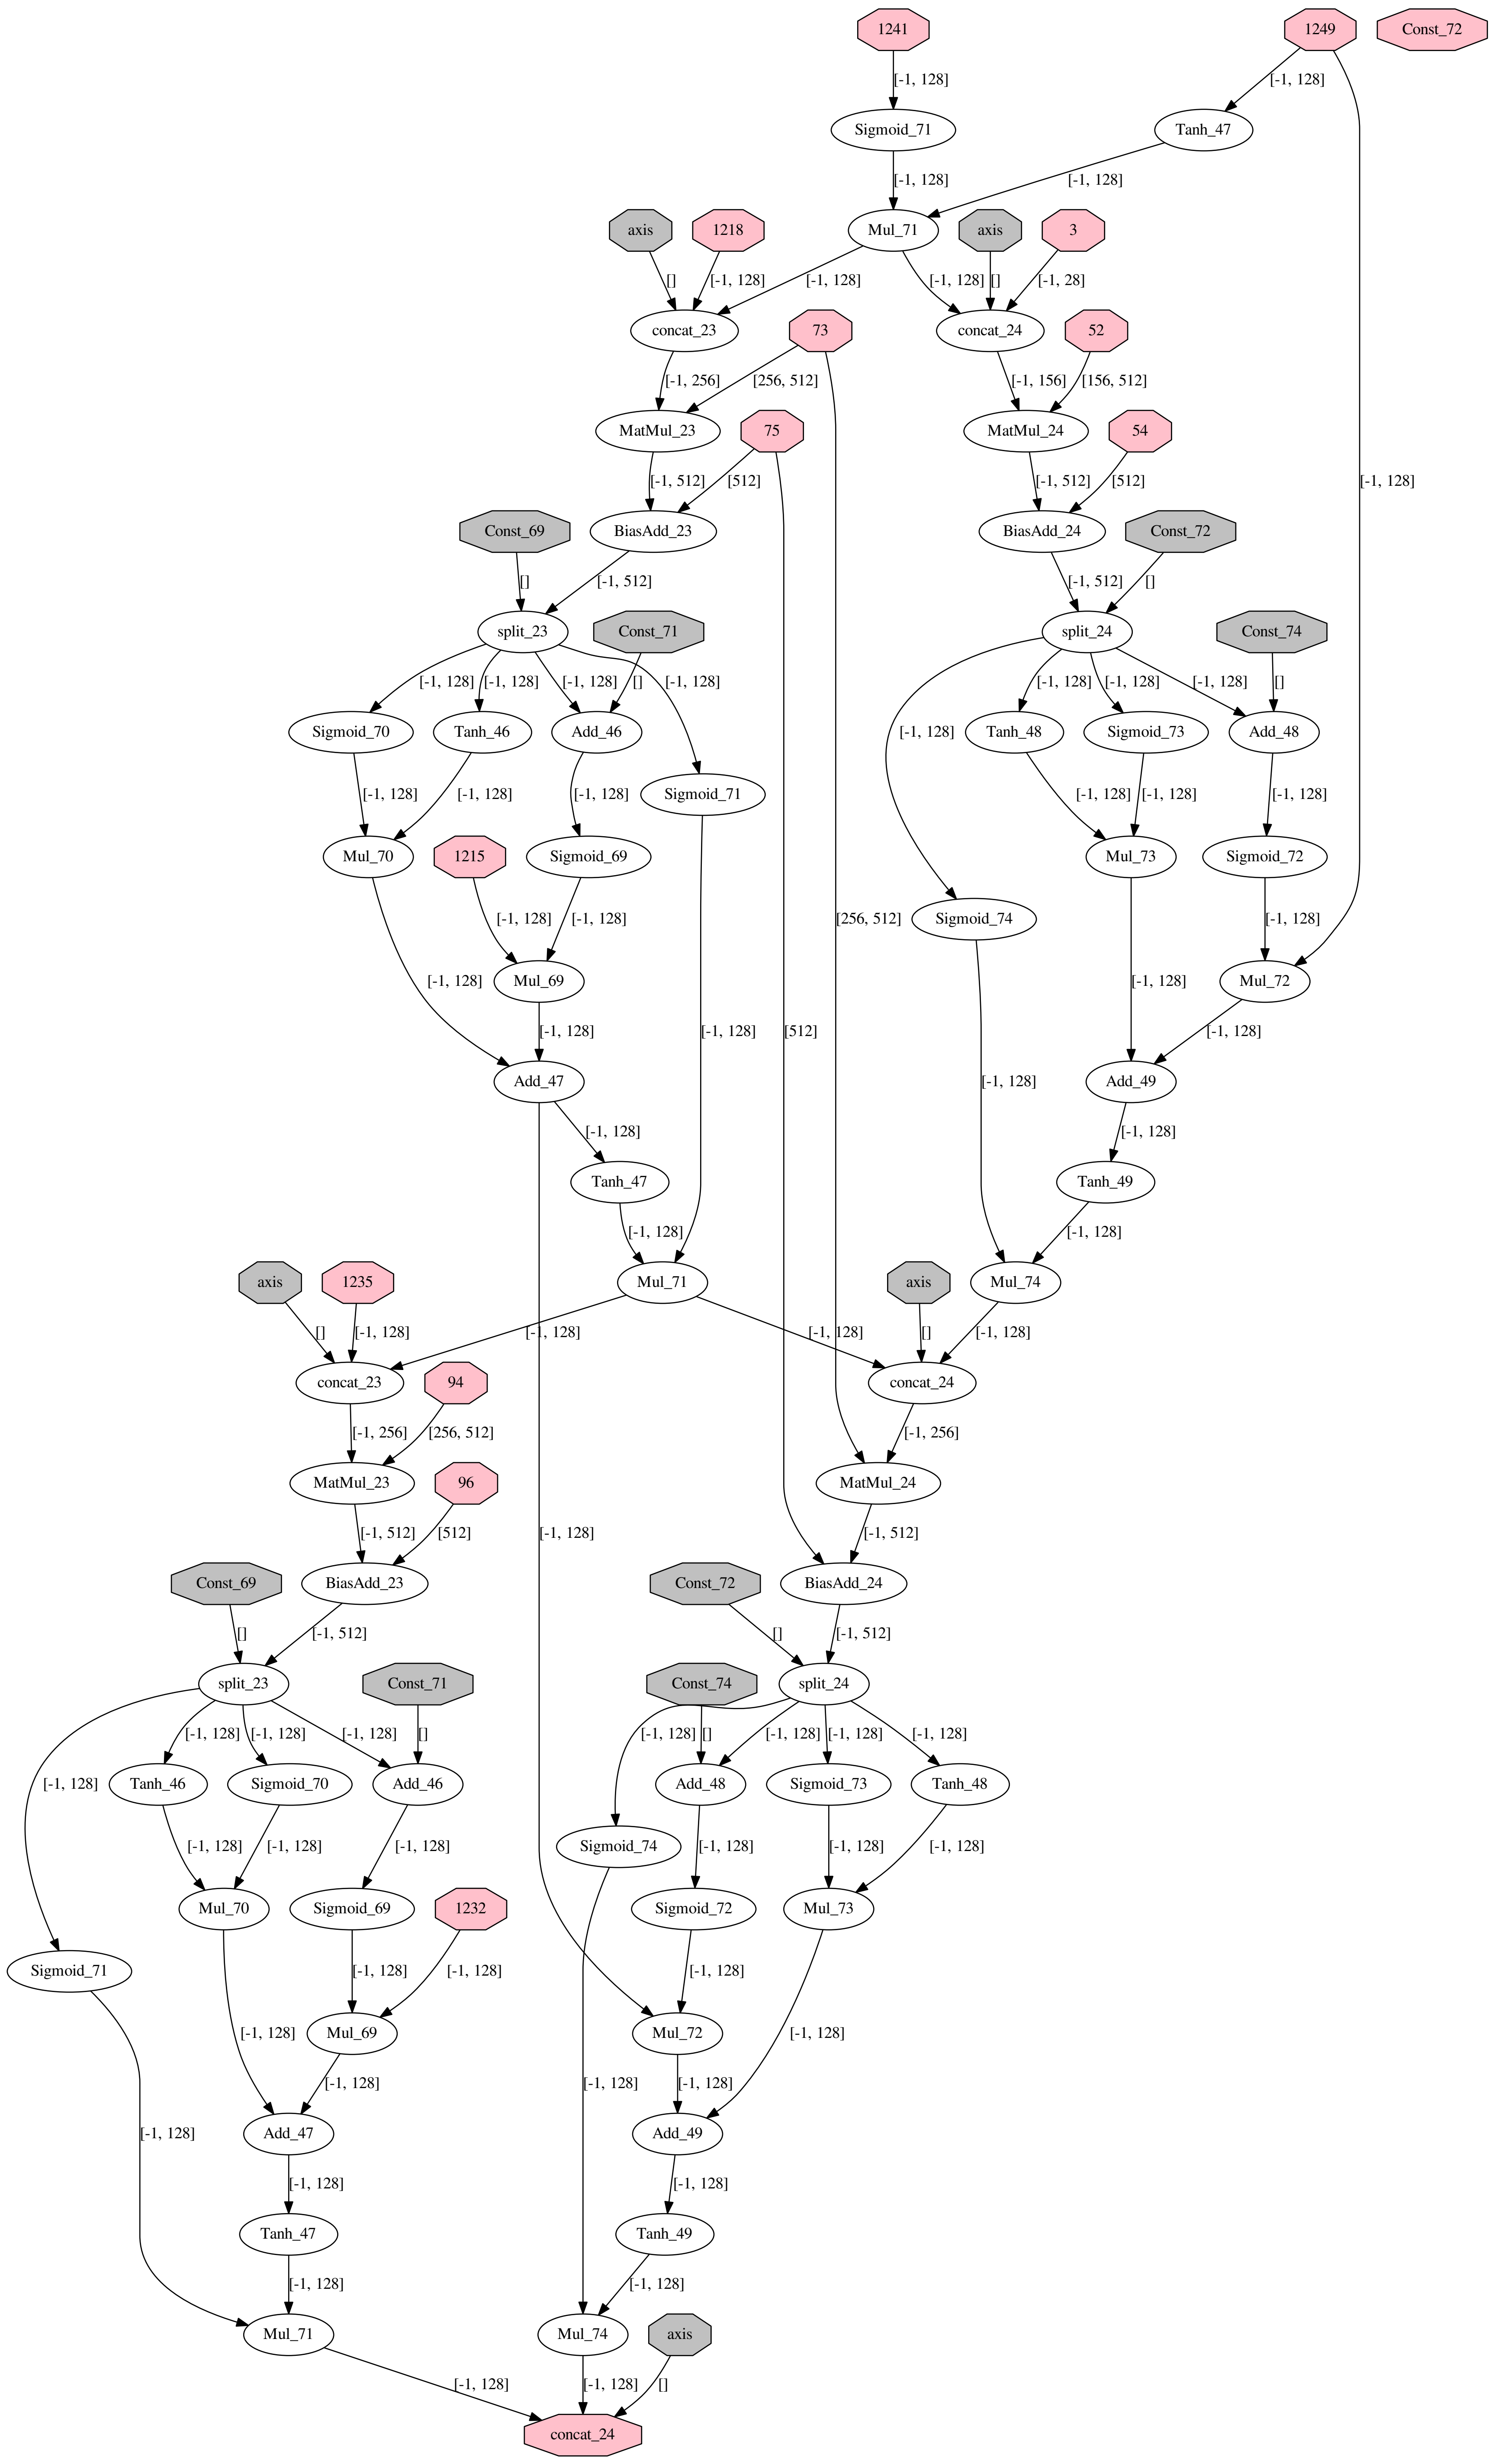 1241
1249
Const_72
[-1, 128]
[-1, 128]
Sigmoid_71
Tanh_47
[-1, 128]
[-1, 128]
axis
1218
Mul_71
axis
3
[]
[-1, 128]
[-1, 128]
[-1, 128]
[]
[-1, 28]
concat_23
73
concat_24
52
[-1, 256]
[256, 512]
[-1, 156]
[156, 512]
MatMul_23
75
MatMul_24
54
[-1, 512]
[512]
[-1, 512]
[512]
[-1, 128]
Const_69
BiasAdd_23
BiasAdd_24
Const_72
[]
[-1, 512]
[-1, 512]
[]
split_23
Const_71
split_24
Const_74
[-1, 128]
[-1, 128]
[-1, 128]
[]
[-1, 128]
[-1, 128]
[-1, 128]
[-1, 128]
[]
Sigmoid_70
Tanh_46
Add_46
[-1, 128]
Tanh_48
Sigmoid_73
Add_48
[-1, 128]
[-1, 128]
[-1, 128]
Sigmoid_71
[-1, 128]
[-1, 128]
[-1, 128]
Mul_70
1215
Sigmoid_69
Mul_73
Sigmoid_72
[-1, 128]
[-1, 128]
[256, 512]
Sigmoid_74
[-1, 128]
[-1, 128]
Mul_69
[-1, 128]
Mul_72
[-1, 128]
[-1, 128]
[512]
[-1, 128]
Add_47
[-1, 128]
Add_49
[-1, 128]
[-1, 128]
Tanh_47
Tanh_49
[-1, 128]
[-1, 128]
axis
1235
Mul_71
axis
Mul_74
[]
[-1, 128]
[-1, 128]
[-1, 128]
[]
[-1, 128]
concat_23
94
concat_24
[-1, 256]
[256, 512]
[-1, 256]
MatMul_23
96
MatMul_24
[-1, 512]
[512]
[-1, 128]
[-1, 512]
Const_69
BiasAdd_23
Const_72
BiasAdd_24
[]
[-1, 512]
[]
[-1, 512]
split_23
Const_71
Const_74
split_24
[-1, 128]
[-1, 128]
[-1, 128]
[]
[-1, 128]
[]
[-1, 128]
[-1, 128]
[-1, 128]
[-1, 128]
Tanh_46
Sigmoid_70
Add_46
Add_48
Sigmoid_73
Tanh_48
[-1, 128]
[-1, 128]
[-1, 128]
Sigmoid_74
[-1, 128]
[-1, 128]
[-1, 128]
Mul_70
Sigmoid_69
1232
Sigmoid_72
Mul_73
Sigmoid_71
[-1, 128]
[-1, 128]
[-1, 128]
[-1, 128]
Mul_69
Mul_72
[-1, 128]
[-1, 128]
[-1, 128]
[-1, 128]
[-1, 128]
[-1, 128]
Add_47
Add_49
[-1, 128]
[-1, 128]
Tanh_47
Tanh_49
[-1, 128]
[-1, 128]
Mul_71
Mul_74
axis
[-1, 128]
[-1, 128]
[]
concat_24